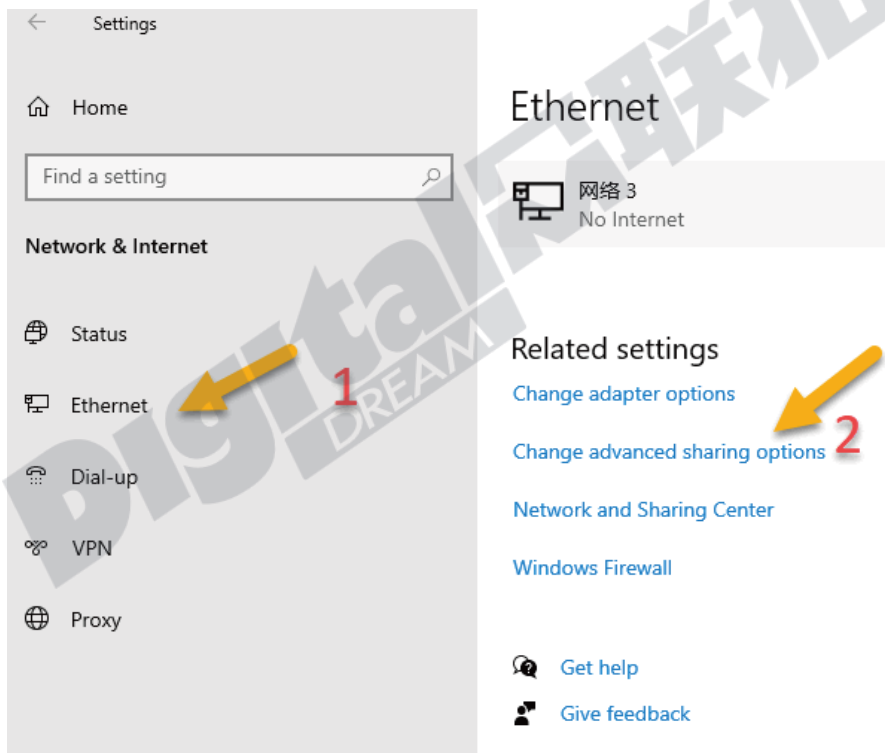 Settings
Home
Find a setting
Network & Internet
Status
Ethernet
1
Dial-up
VPN
Proxy
Ethernet
网络 3
No Internet
Related settings
Change adapter options
Change advanced sharing options
2
Network and Sharing Center
Windows Firewall
Get help
Give feedback
Digital
DREAM